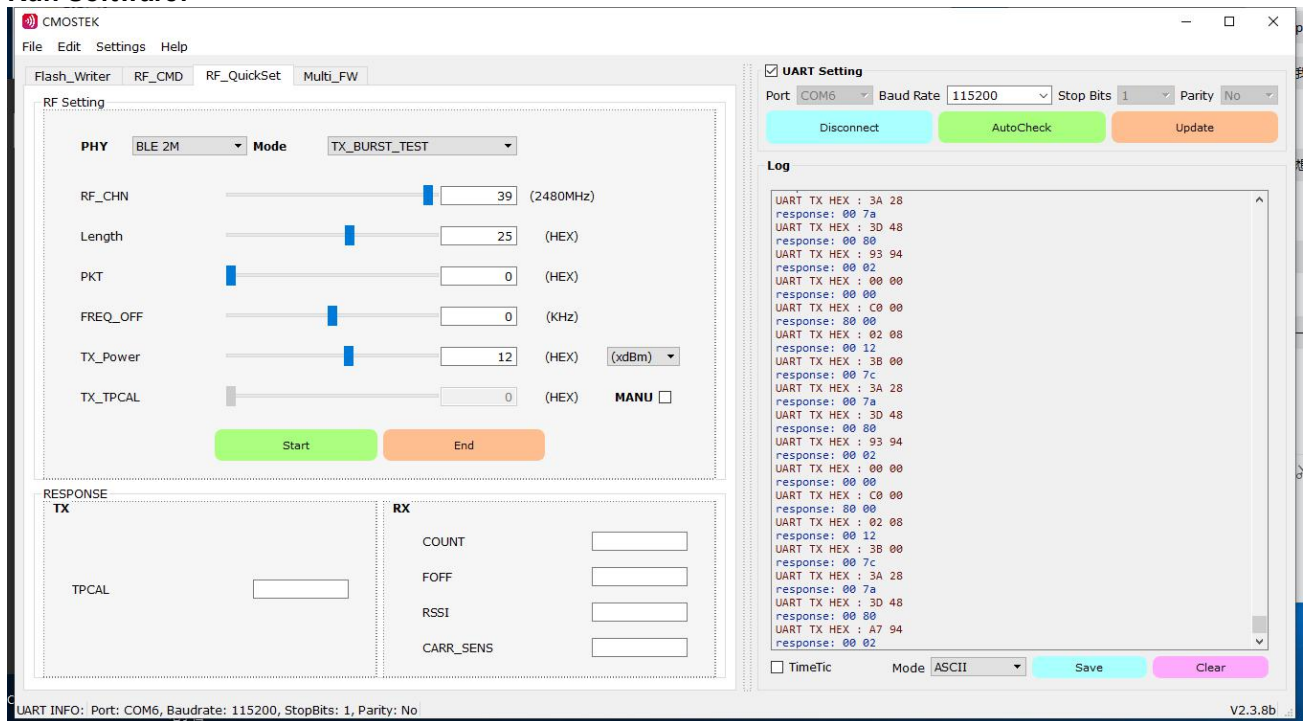 CMOSTEK
File Edit Settings Help
Flash_Writer RF_CMD RF_QuickSet Multi_FW
RF Setting
PHY BLE 2M Mode TX_BURST_TEST
RF_CHN 39 (2480MHz)
Length 25 (HEX)
PKT 0 (HEX)
FREQ_OFF 0 (KHz)
TX_Power 12 (HEX) (xdBm)
TX_TPCAL 0 (HEX) MANU
Start End
RESPONSE
TX
TPCAL
RX
COUNT
FOFF
RSSI
CARR_SENS
UART Setting
Port COM6 Baud Rate 115200 Stop Bits 1 Parity No
Disconnect AutoCheck Update
Log
UART TX HEX : 3A 28
response: 00 7a
UART TX HEX : 3D 48
response: 00 80
UART TX HEX : 93 94
response: 00 02
UART TX HEX : 00 00
response: 00 00
UART TX HEX : C0 00
response: 80 00
UART TX HEX : 02 08
response: 00 12
UART TX HEX : 3B 00
response: 00 7c
UART TX HEX : 3A 28
response: 00 7a
UART TX HEX : 3D 48
response: 00 80
UART TX HEX : 93 94
response: 00 02
UART TX HEX : 00 00
response: 00 00
UART TX HEX : C0 00
response: 80 00
UART TX HEX : 02 08
response: 00 12
UART TX HEX : 3B 00
response: 00 7c
UART TX HEX : 3A 28
response: 00 7a
UART TX HEX : 3D 48
response: 00 80
UART TX HEX : A7 94
response: 00 02
TimeTic Mode ASCII Save Clear
UART INFO: Port: COM6, Baudrate: 115200, StopBits: 1, Parity: No V2.3.8b